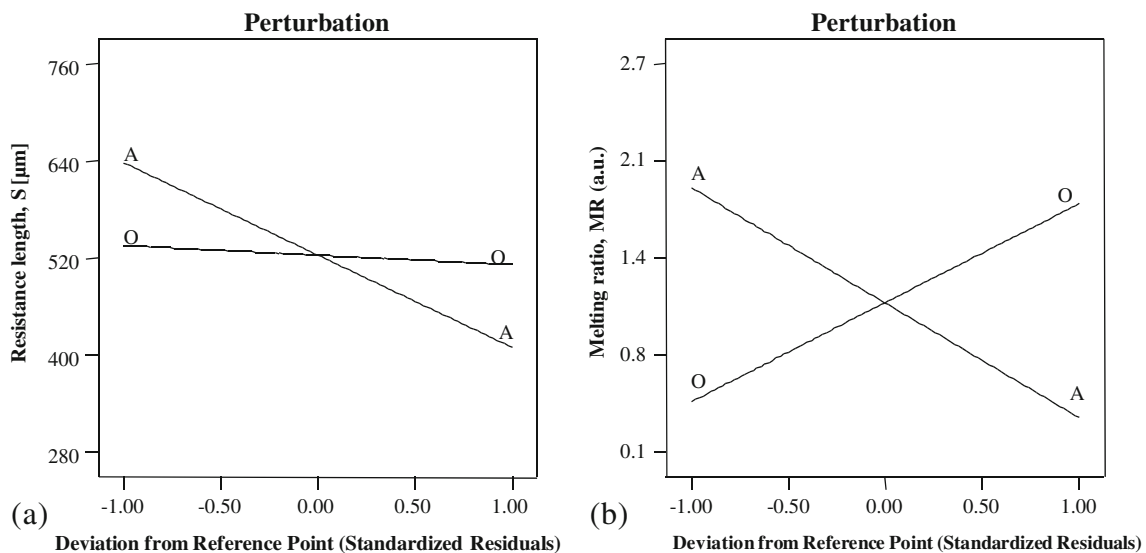 Perturbation
760
640
520
400
280
Resistance length, S [µm]
A
O
O
A
-1.00 -0.50 0.00 0.50 1.00
(a)
Deviation from Reference Point (Standardized Residuals)
Perturbation
2.7
2.1
1.4
0.8
0.1
Melting ratio, MR (a.u.)
A
O
O
A
-1.00 -0.50 0.00 0.50 1.00
(b)
Deviation from Reference Point (Standardized Residuals)